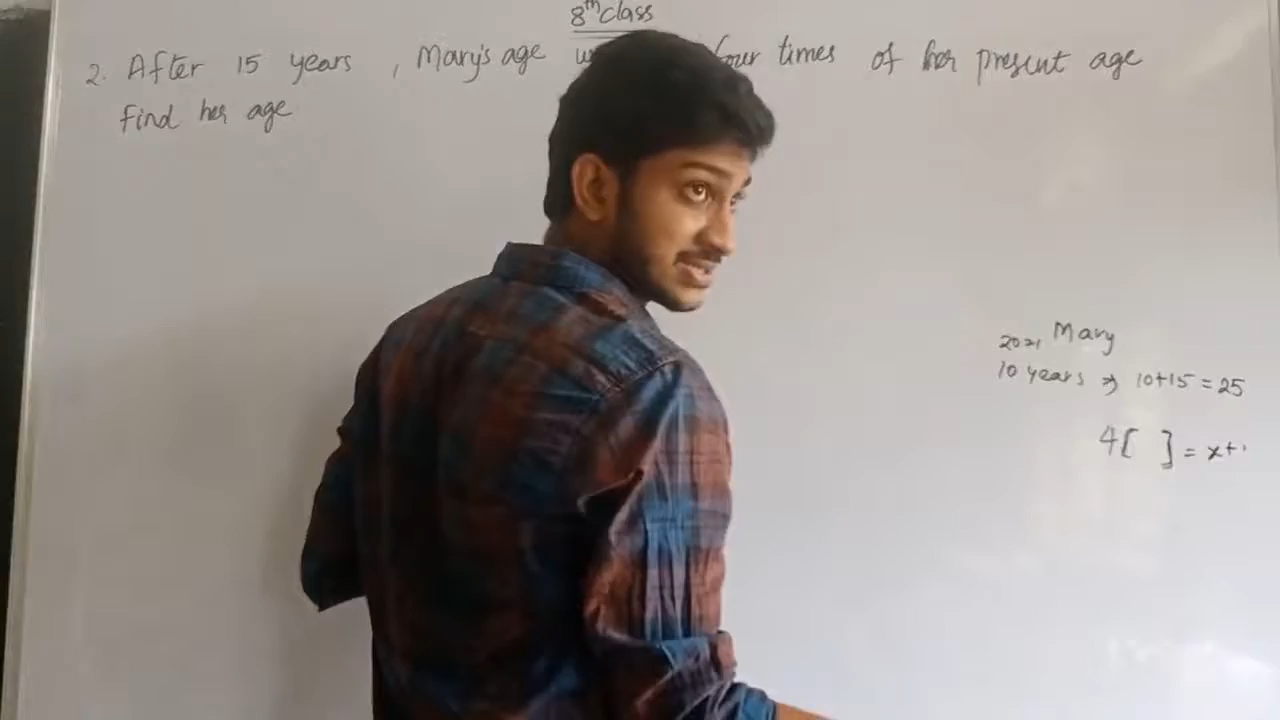 8th class
2. After 15 years, Mary's age four times of her present age
Find her age
2021 Mary
10 years ⇒ 10+15 = 25
4[ ] = x+